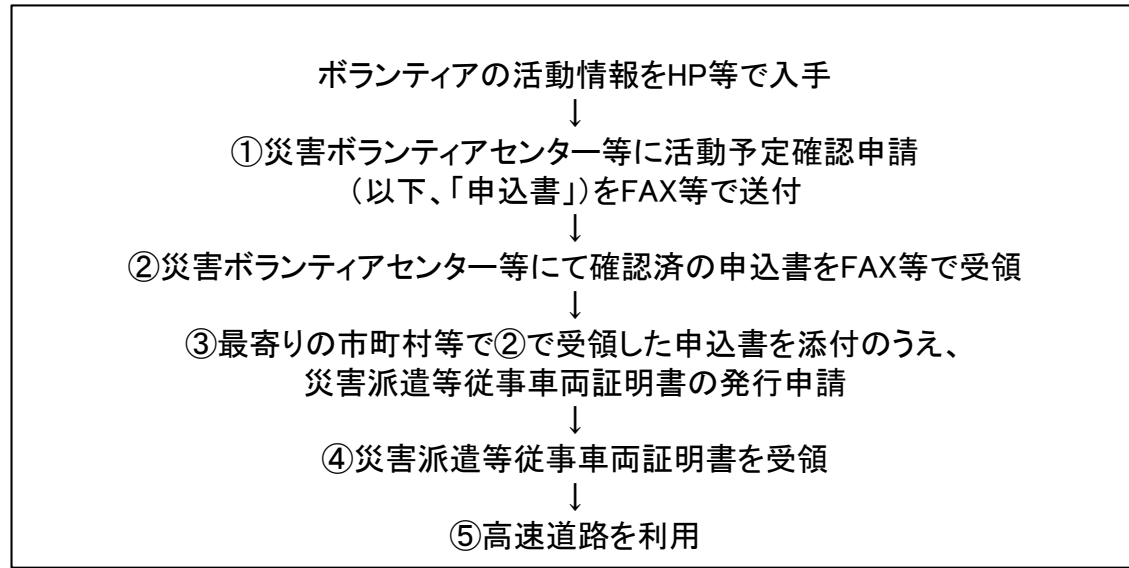 ボランティアの活動情報をHP等で入手
↓
①災害ボランティアセンター等に活動予定確認申請
（以下、「申込書」）をFAX等で送付
↓
②災害ボランティアセンター等にて確認済の申込書をFAX等で受領
↓
③最寄りの市町村等で②で受領した申込書を添付のうえ、
災害派遣等従事車両証明書の発行申請
↓
④災害派遣等従事車両証明書を受領
↓
⑤高速道路を利用